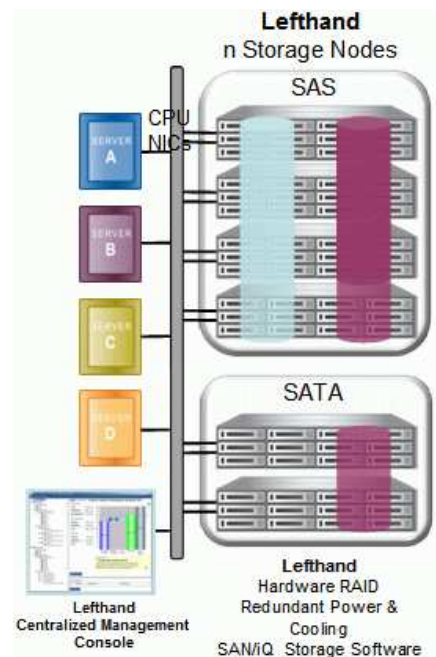 Lefthand
n Storage Nodes
SAS
CPU
NICs
SERVER
A
SERVER
B
SERVER
C
SERVER
D
SATA
Lefthand
Centralized Management
Console
Lefthand
Hardware RAID
Redundant Power &
Cooling
SAN/iQ Storage Software